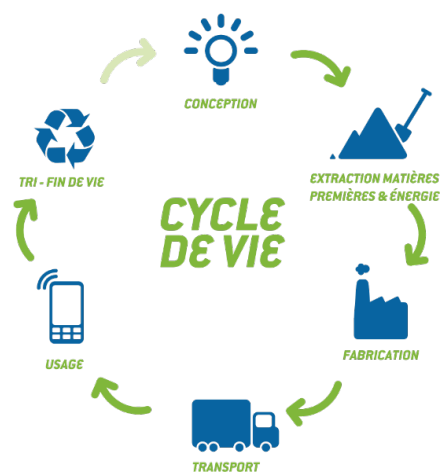 CONCEPTION
EXTRACTION MATIÈRES
PREMIÈRES & ÉNERGIE
FABRICATION
TRANSPORT
USAGE
TRI - FIN DE VIE
CYCLE
DE VIE